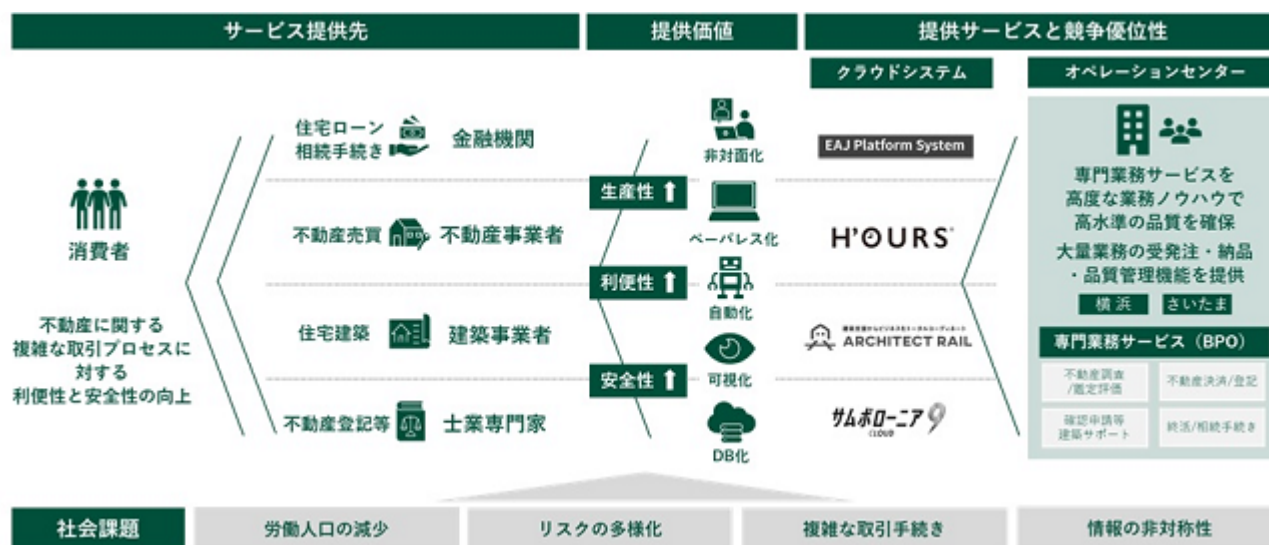 サービス提供先
提供価値
提供サービスと競争優位性
クラウドシステム
オペレーションセンター
消費者
不動産に関する
複雑な取引プロセスに
対する
利便性と安全性の向上
住宅ローン
相続手続き
金融機関
不動産売買
不動産事業者
住宅建築
建築事業者
不動産登記等
士業専門家
生産性
利便性
安全性
非対面化
ペーパレス化
自動化
可視化
DB化
EAJ Platform System
H'OURS
ARCHITECT RAIL
サムポローニア9
CLOUD
専門業務サービスを
高度な業務ノウハウで
高水準の品質を確保
大量業務の受発注・納品
・品質管理機能を提供
横浜
さいたま
専門業務サービス（BPO）
不動産調査
/鑑定評価
不動産決済/登記
確認申請等
建築サポート
終活/相続手続き
社会課題
労働人口の減少
リスクの多様化
複雑な取引手続き
情報の非対称性